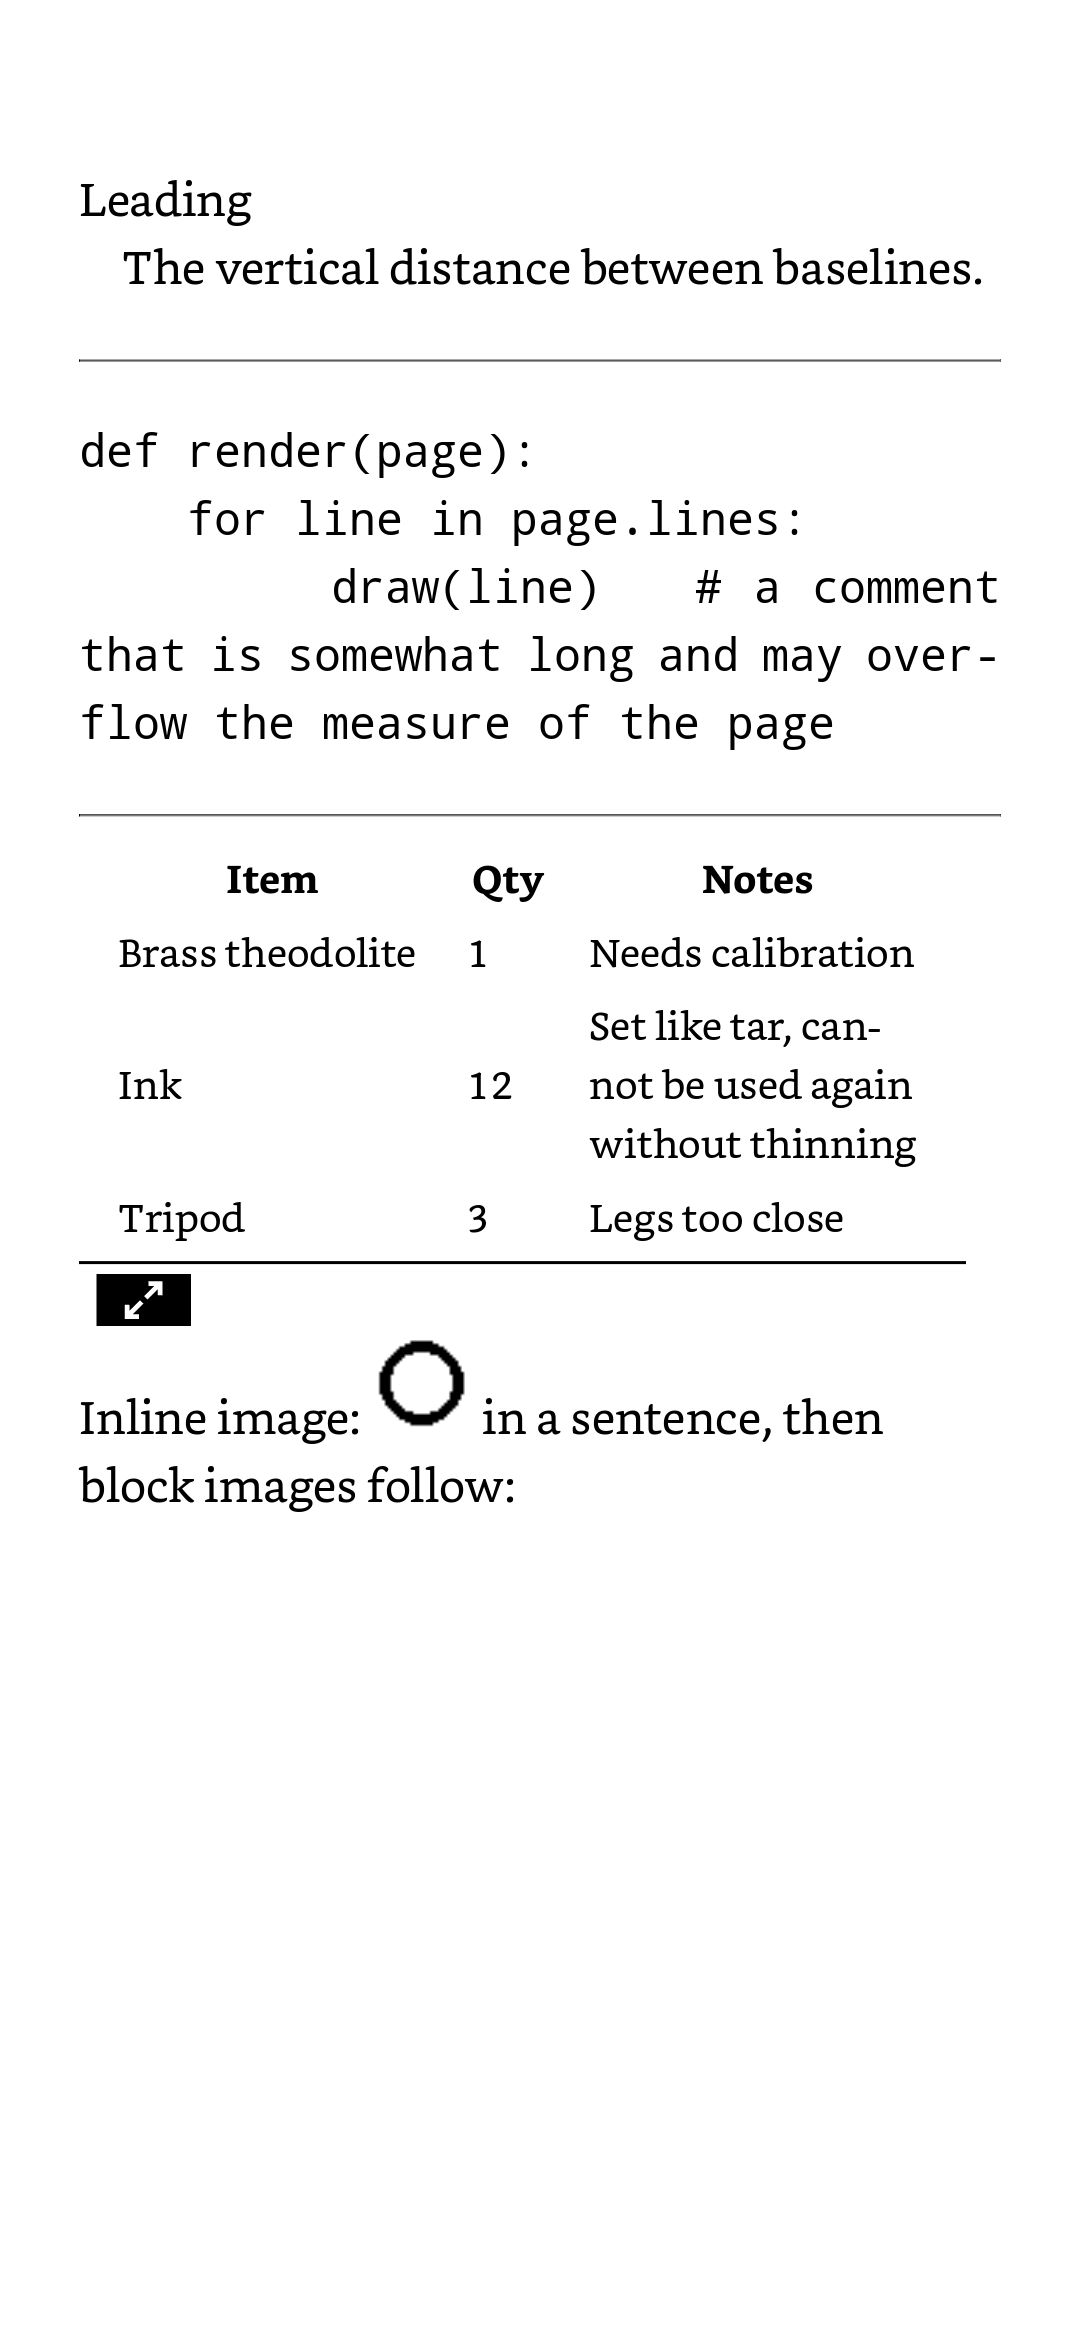 Leading
The vertical distance between baselines.
def render(page):
    for line in page.lines:
        draw(line)   # a comment
that is somewhat long and may over-
flow the measure of the page
Item Qty Notes
Brass theodolite 1 Needs calibration
Set like tar, can-
Ink 12 not be used again
without thinning
Tripod 3 Legs too close
Inline image: in a sentence, then
block images follow: